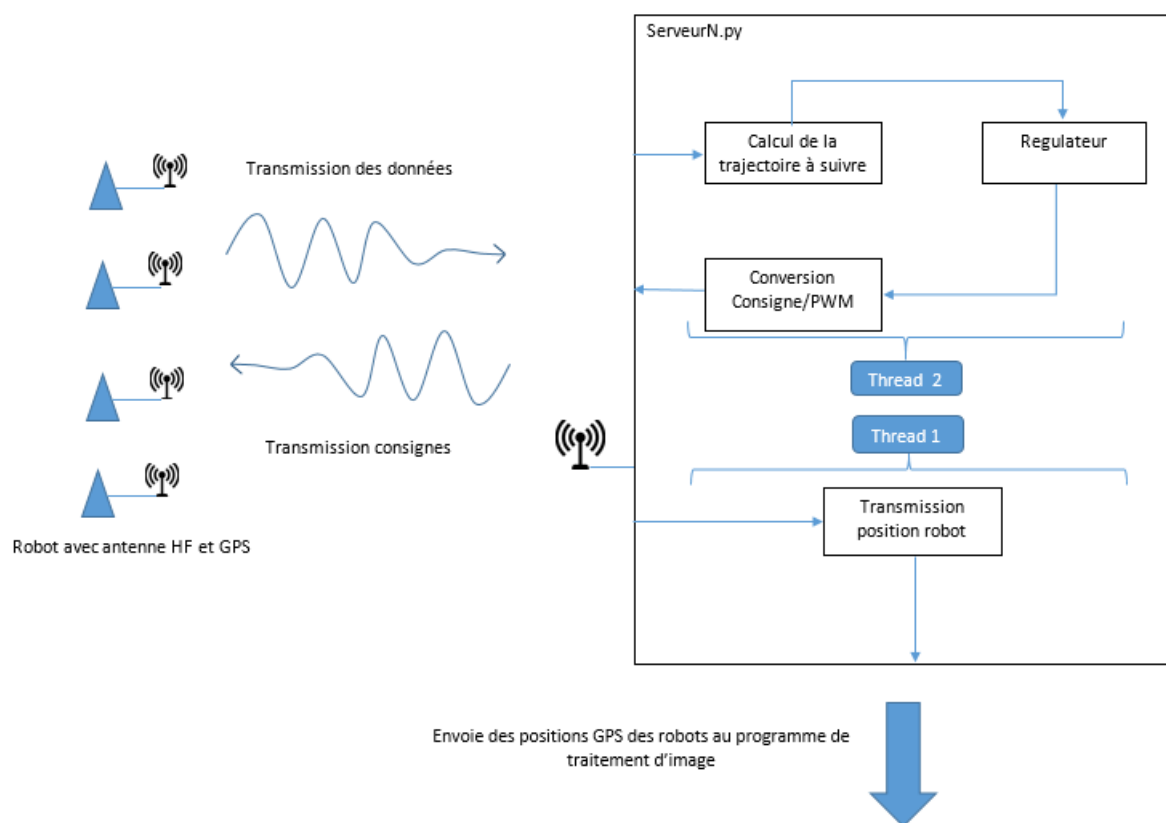 ServeurN.py
Calcul de la
trajectoire à suivre
Regulateur
Transmission des données
Conversion
Consigne/PWM
Thread 2
Thread 1
Transmission consignes
Transmission
position robot
Robot avec antenne HF et GPS
Envoie des positions GPS des robots au programme de
traitement d'image